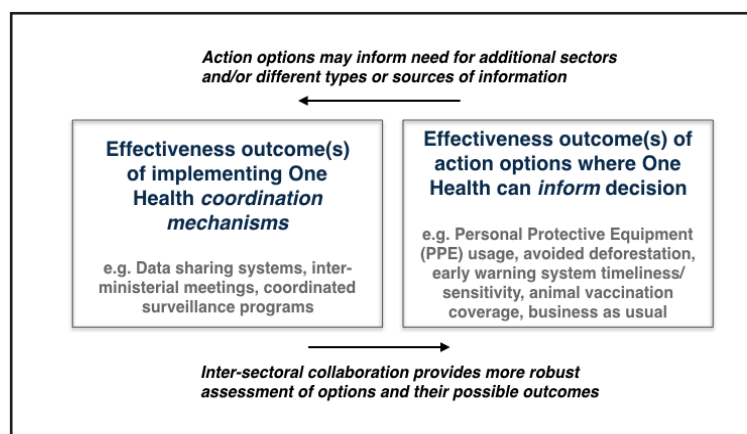 Action options may inform need for additional sectors
and/or different types or sources of information
Effectiveness outcome(s)
of implementing One
Health coordination
mechanisms
e.g. Data sharing systems, inter-
ministerial meetings, coordinated
surveillance programs
Effectiveness outcome(s) of
action options where One
Health can inform decision
e.g. Personal Protective Equipment
(PPE) usage, avoided deforestation,
early warning system timeliness/
sensitivity, animal vaccination
coverage, business as usual
Inter-sectoral collaboration provides more robust
assessment of options and their possible outcomes